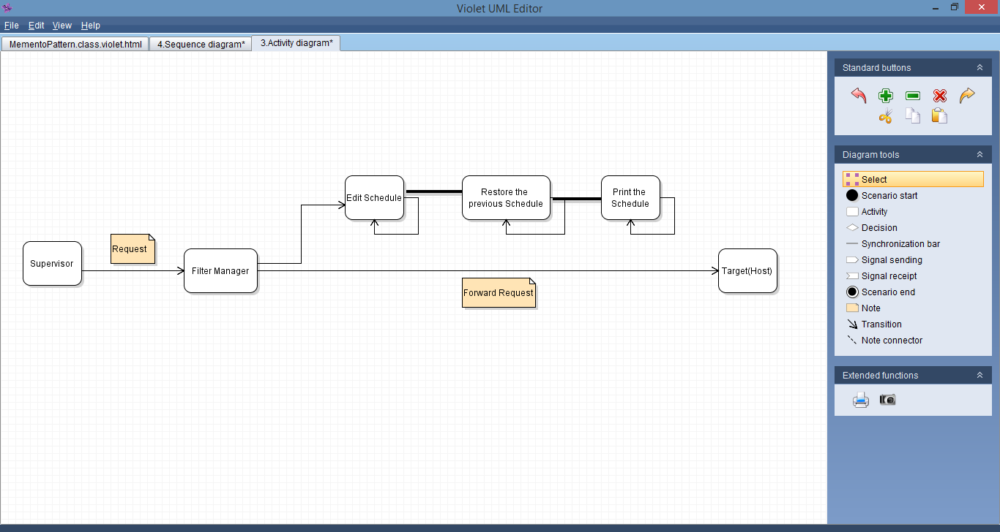 Violet UML Editor
File Edit View Help
MementoPattern.class.violet.html 4.Sequence diagram* 3.Activity diagram*
Supervisor
Request
Filter Manager
Edit Schedule
Restore the
previous Schedule
Print the
Schedule
Target(Host)
Forward Request
Standard buttons
Diagram tools
Select
Scenario start
Activity
Decision
Synchronization bar
Signal sending
Signal receipt
Scenario end
Note
Transition
Note connector
Extended functions